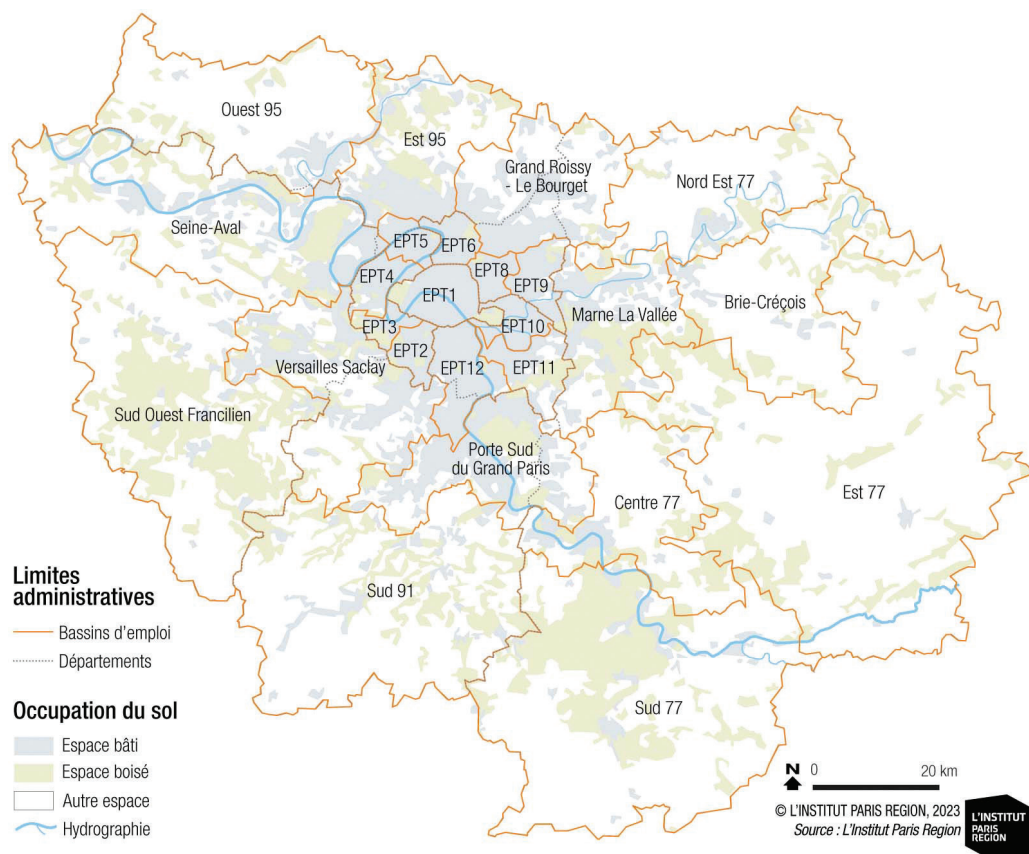 Ouest 95
Est 95
Grand Roissy
- Le Bourget
Nord Est 77
Seine-Aval
EPT5
EPT6
EPT4
EPT8
EPT9
EPT1
Brie-Créçois
EPT3
EPT10
Marne La Vallée
EPT2
Versailles Saclay
EPT12
EPT11
Sud Ouest Francilien
Porte Sud
du Grand Paris
Est 77
Centre 77
Sud 91
Sud 77
Limites
administratives
Bassins d'emploi
Départements
Occupation du sol
Espace bâti
Espace boisé
Autre espace
Hydrographie
N 0 20 km
© L'INSTITUT PARIS REGION, 2023
Source : L'Institut Paris Region
L'INSTITUT
PARIS
REGION